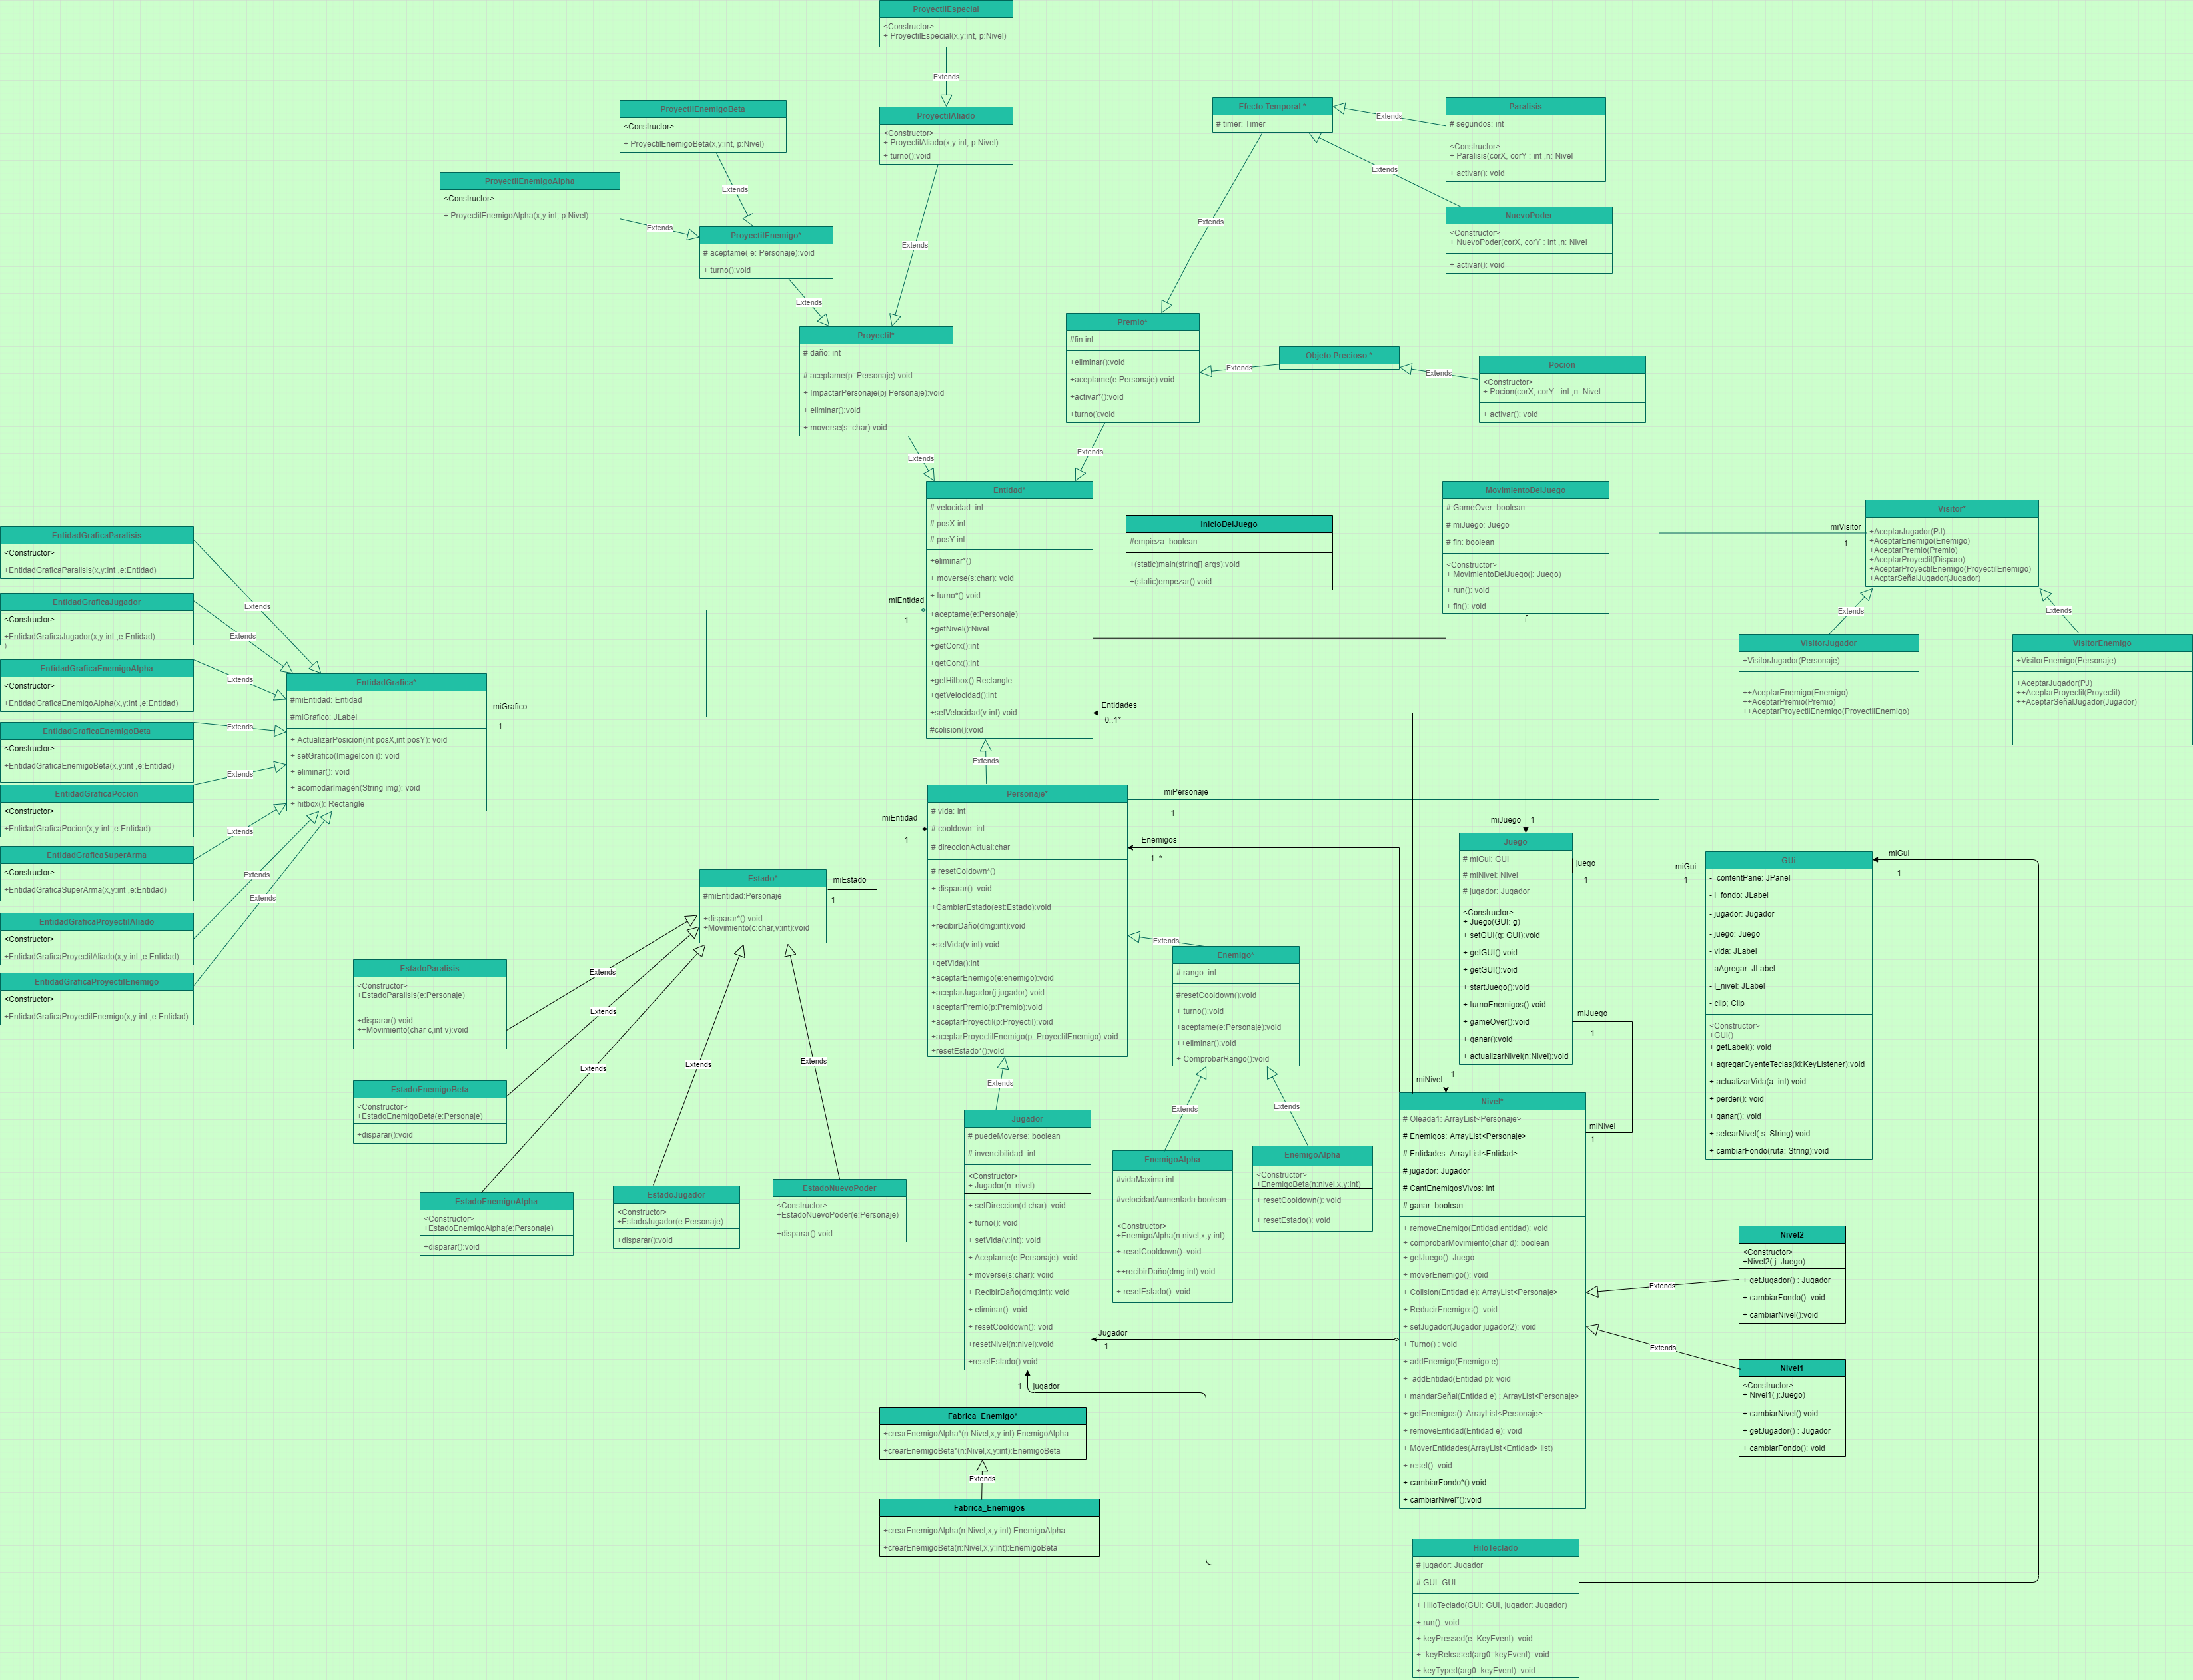 ProyectilEspecial
<Constructor>
+ ProyectilEspecial(x,y:int, p:Nivel)
Extends
ProyectilEnemigoBeta
<Constructor>
+ ProyectilEnemigoBeta(x,y:int, p:Nivel)
Extends
ProyectilAliado
<Constructor>
+ ProyectilAliado(x,y:int, p:Nivel)
+ turno():void
Extends
Efecto Temporal *
# timer: Timer
Extends
Extends
Extends
Paralisis
# segundos: int
<Constructor>
+ Paralisis(corX, corY : int ,n: Nivel
+ activar(): void
NuevoPoder
<Constructor>
+ NuevoPoder(corX, corY : int ,n: Nivel
+ activar(): void
ProyectilEnemigoAlpha
<Constructor>
+ ProyectilEnemigoAlpha(x,y:int, p:Nivel)
Extends
ProyectilEnemigo*
# aceptame( e: Personaje):void
+ turno():void
Extends
Proyectil*
# daño: int
# aceptame(p: Personaje):void
+ ImpactarPersonaje(pj Personaje):void
+ eliminar():void
+ moverse(s: char):void
Extends
Premio*
#fin:int
+eliminar():void
+aceptame(e:Personaje):void
+activar*():void
+turno():void
Extends
Extends
Objeto Precioso *
Extends
Pocion
<Constructor>
+ Pocion(corX, corY : int ,n: Nivel
+ activar(): void
Entidad*
# velocidad: int
# posX:int
# posY:int
+eliminar*()
+ moverse(s:char): void
+ turno*():void
+aceptame(e:Personaje)
+getNivel():Nivel
+getCorx():int
+getCorx():int
+getHitbox():Rectangle
+getVelocidad():int
+setVelocidad(v:int):void
#colision():void
Extends
InicioDelJuego
#empieza: boolean
+(static)main(string[] args):void
+(static)empezar():void
MovimientoDelJuego
# GameOver: boolean
# miJuego: Juego
# fin: boolean
<Constructor>
+ MovimientoDelJuego(j: Juego)
+ run(): void
+ fin(): void
miVisitor
1
Visitor*
+AceptarJugador(PJ)
+AceptarEnemigo(Enemigo)
+AceptarPremio(Premio)
+AceptarProyectil(Disparo)
+AceptarProyectilEnemigo(ProyectilEnemigo)
+AcptarSeñalJugador(Jugador)
Extends
Extends
VisitorJugador
+VisitorJugador(Personaje)
++AceptarEnemigo(Enemigo)
++AceptarPremio(Premio)
++AceptarProyectilEnemigo(ProyectilEnemigo)
VisitorEnemigo
+VisitorEnemigo(Personaje)
+AceptarJugador(PJ)
++AceptarProyectil(Proyectil)
++AceptarSeñalJugador(Jugador)
EntidadGraficaParalisis
<Constructor>
+EntidadGraficaParalisis(x,y:int ,e:Entidad)
Extends
EntidadGraficaJugador
<Constructor>
+EntidadGraficaJugador(x,y:int ,e:Entidad)
)
Extends
EntidadGraficaEnemigoAlpha
<Constructor>
+EntidadGraficaEnemigoAlpha(x,y:int ,e:Entidad)
Extends
EntidadGraficaEnemigoBeta
<Constructor>
+EntidadGraficaEnemigoBeta(x,y:int ,e:Entidad)
Extends
EntidadGraficaPocion
<Constructor>
+EntidadGraficaPocion(x,y:int ,e:Entidad)
Extends
EntidadGraficaSuperArma
<Constructor>
+EntidadGraficaSuperArma(x,y:int ,e:Entidad)
Extends
EntidadGraficaProyectilAliado
<Constructor>
+EntidadGraficaProyectilAliado(x,y:int ,e:Entidad)
Extends
EntidadGraficaProyectilEnemigo
<Constructor>
+EntidadGraficaProyectilEnemigo(x,y:int ,e:Entidad)
Extends
EntidadGrafica*
#miEntidad: Entidad
#miGrafico: JLabel
+ ActualizarPosicion(int posX,int posY): void
+ setGrafico(ImageIcon i): void
+ eliminar(): void
+ acomodarImagen(String img): void
+ hitbox(): Rectangle
miGrafico
1
miEntidad
1
Entidades
0..1*
Personaje*
# vida: int
# cooldown: int
# direccionActual:char
# resetColdown*()
+ disparar(): void
+CambiarEstado(est:Estado):void
+recibirDaño(dmg:int):void
+setVida(v:int):void
+getVida():int
+aceptarEnemigo(e:enemigo):void
+aceptarJugador(j:jugador):void
+aceptarPremio(p:Premio):void
+aceptarProyectil(p:Proyectil):void
+aceptarProyectilEnemigo(p: ProyectilEnemigo):void
+resetEstado*():void
miPersonaje
1
Enemigos
1..*
miEntidad
1
miEstado
1
Estado*
#miEntidad:Personaje
+disparar*():void
+Movimiento(c:char,v:int):void
Extends
Extends
Extends
Extends
Extends
EstadoParalisis
<Constructor>
+EstadoParalisis(e:Personaje)
+disparar():void
++Movimiento(char c,int v):void
EstadoEnemigoBeta
<Constructor>
+EstadoEnemigoBeta(e:Personaje)
+disparar():void
EstadoEnemigoAlpha
<Constructor>
+EstadoEnemigoAlpha(e:Personaje)
+disparar():void
EstadoJugador
<Constructor>
+EstadoJugador(e:Personaje)
+disparar():void
EstadoNuevoPoder
<Constructor>
+EstadoNuevoPoder(e:Personaje)
+disparar():void
Extends
Enemigo*
# rango: int
#resetCooldown():void
+ turno():void
+aceptame(e:Personaje):void
++eliminar():void
+ ComprobarRango():void
Extends
Extends
EnemigoAlpha
#vidaMaxima:int
#velocidadAumentada:boolean
<Constructor>
+EnemigoAlpha(n:nivel,x,y:int)
+ resetCooldown(): void
++recibirDaño(dmg:int):void
+ resetEstado(): void
EnemigoAlpha
<Constructor>
+EnemigoBeta(n:nivel,x,y:int)
+ resetCooldown(): void
+ resetEstado(): void
Extends
Jugador
# puedeMoverse: boolean
# invencibilidad: int
<Constructor>
+ Jugador(n: nivel)
+ setDireccion(d:char): void
+ turno(): void
+ setVida(v:int): void
+ Aceptame(e:Personaje): void
+ moverse(s:char): voiid
+ RecibirDaño(dmg:int): void
+ eliminar(): void
+ resetCooldown(): void
+resetNivel(n:nivel):void
+resetEstado():void
Jugador
1
1
jugador
miJuego
1
Juego
# miGui: GUI
# miNivel: Nivel
# jugador: Jugador
<Constructor>
+ Juego(GUI: g)
+ setGUI(g: GUI):void
+ getGUI():void
+ getGUI():void
+ startJuego():void
+ turnoEnemigos():void
+ gameOver():void
+ ganar():void
+ actualizarNivel(n:Nivel):void
juego
1
miGui
1
GUi
- contentPane: JPanel
- l_fondo: JLabel
- jugador: Jugador
- juego: Juego
- vida: JLabel
- aAgregar: JLabel
- l_nivel: JLabel
- clip; Clip
<Constructor>
+GUi()
+ getLabel(): void
+ agregarOyenteTeclas(kl:KeyListener):void
+ actualizarVida(a: int):void
+ perder(): void
+ ganar(): void
+ setearNivel( s: String):void
+ cambiarFondo(ruta: String):void
miGui
1
miJuego
1
miNivel
1
miNivel
1
Nivel*
# Oleada1: ArrayList<Personaje>
# Enemigos: ArrayList<Personaje>
# Entidades: ArrayList<Entidad>
# jugador: Jugador
# CantEnemigosVivos: int
# ganar: boolean
+ removeEnemigo(Entidad entidad): void
+ comprobarMovimiento(char d): boolean
+ getJuego(): Juego
+ moverEnemigo(): void
+ Colision(Entidad e): ArrayList<Personaje>
+ ReducirEnemigos(): void
+ setJugador(Jugador jugador2): void
+ Turno() : void
+ addEnemigo(Enemigo e)
+ addEntidad(Entidad p): void
+ mandarSeñal(Entidad e) : ArrayList<Personaje>
+ getEnemigos(): ArrayList<Personaje>
+ removeEntidad(Entidad e): void
+ MoverEntidades(ArrayList<Entidad> list)
+ reset(): void
+ cambiarFondo*():void
+ cambiarNivel*():void
Extends
Extends
Nivel2
<Constructor>
+Nivel2( j: Juego)
+ getJugador() : Jugador
+ cambiarFondo(): void
+ cambiarNivel():void
Nivel1
<Constructor>
+ Nivel1( j:Juego)
+ cambiarNivel():void
+ getJugador() : Jugador
+ cambiarFondo(): void
Fabrica_Enemigo*
+crearEnemigoAlpha*(n:Nivel,x,y:int):EnemigoAlpha
+crearEnemigoBeta*(n:Nivel,x,y:int):EnemigoBeta
Extends
Fabrica_Enemigos
+crearEnemigoAlpha(n:Nivel,x,y:int):EnemigoAlpha
+crearEnemigoBeta(n:Nivel,x,y:int):EnemigoBeta
HiloTeclado
# jugador: Jugador
# GUI: GUI
+ HiloTeclado(GUI: GUI, jugador: Jugador)
+ run(): void
+ keyPressed(e: KeyEvent): void
+ keyReleased(arg0: keyEvent): void
+ keyTyped(arg0: keyEvent): void